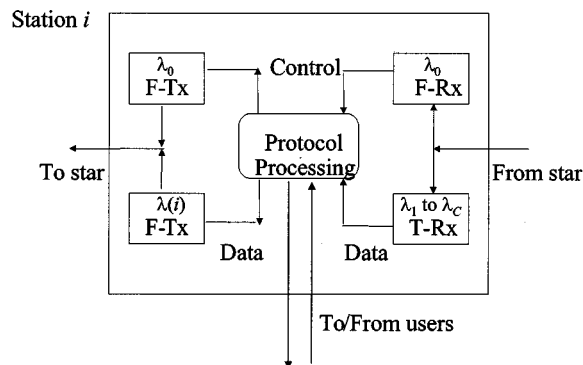 Station i
λ₀
F-Tx
Control
λ₀
F-Rx
Protocol
Processing
To star
From star
λ(i)
F-Tx
λ₁ to λ_C
T-Rx
Data
Data
To/From users